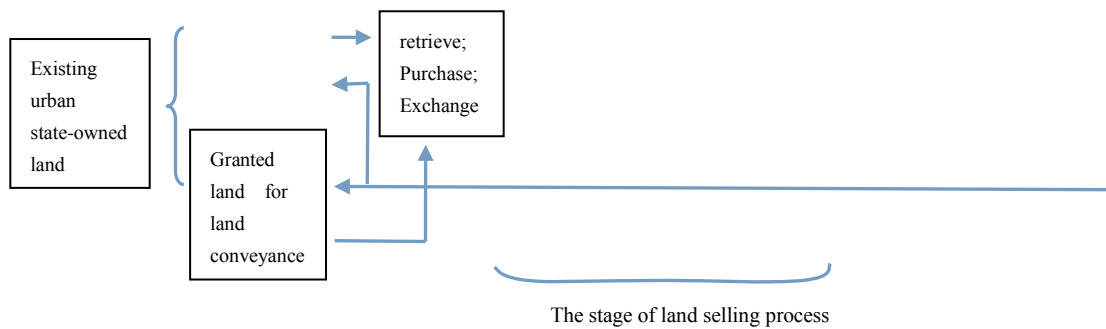 Existing
urban
state-owned
land
Granted
land for
land
conveyance
retrieve;
Purchase;
Exchange
The stage of land selling process